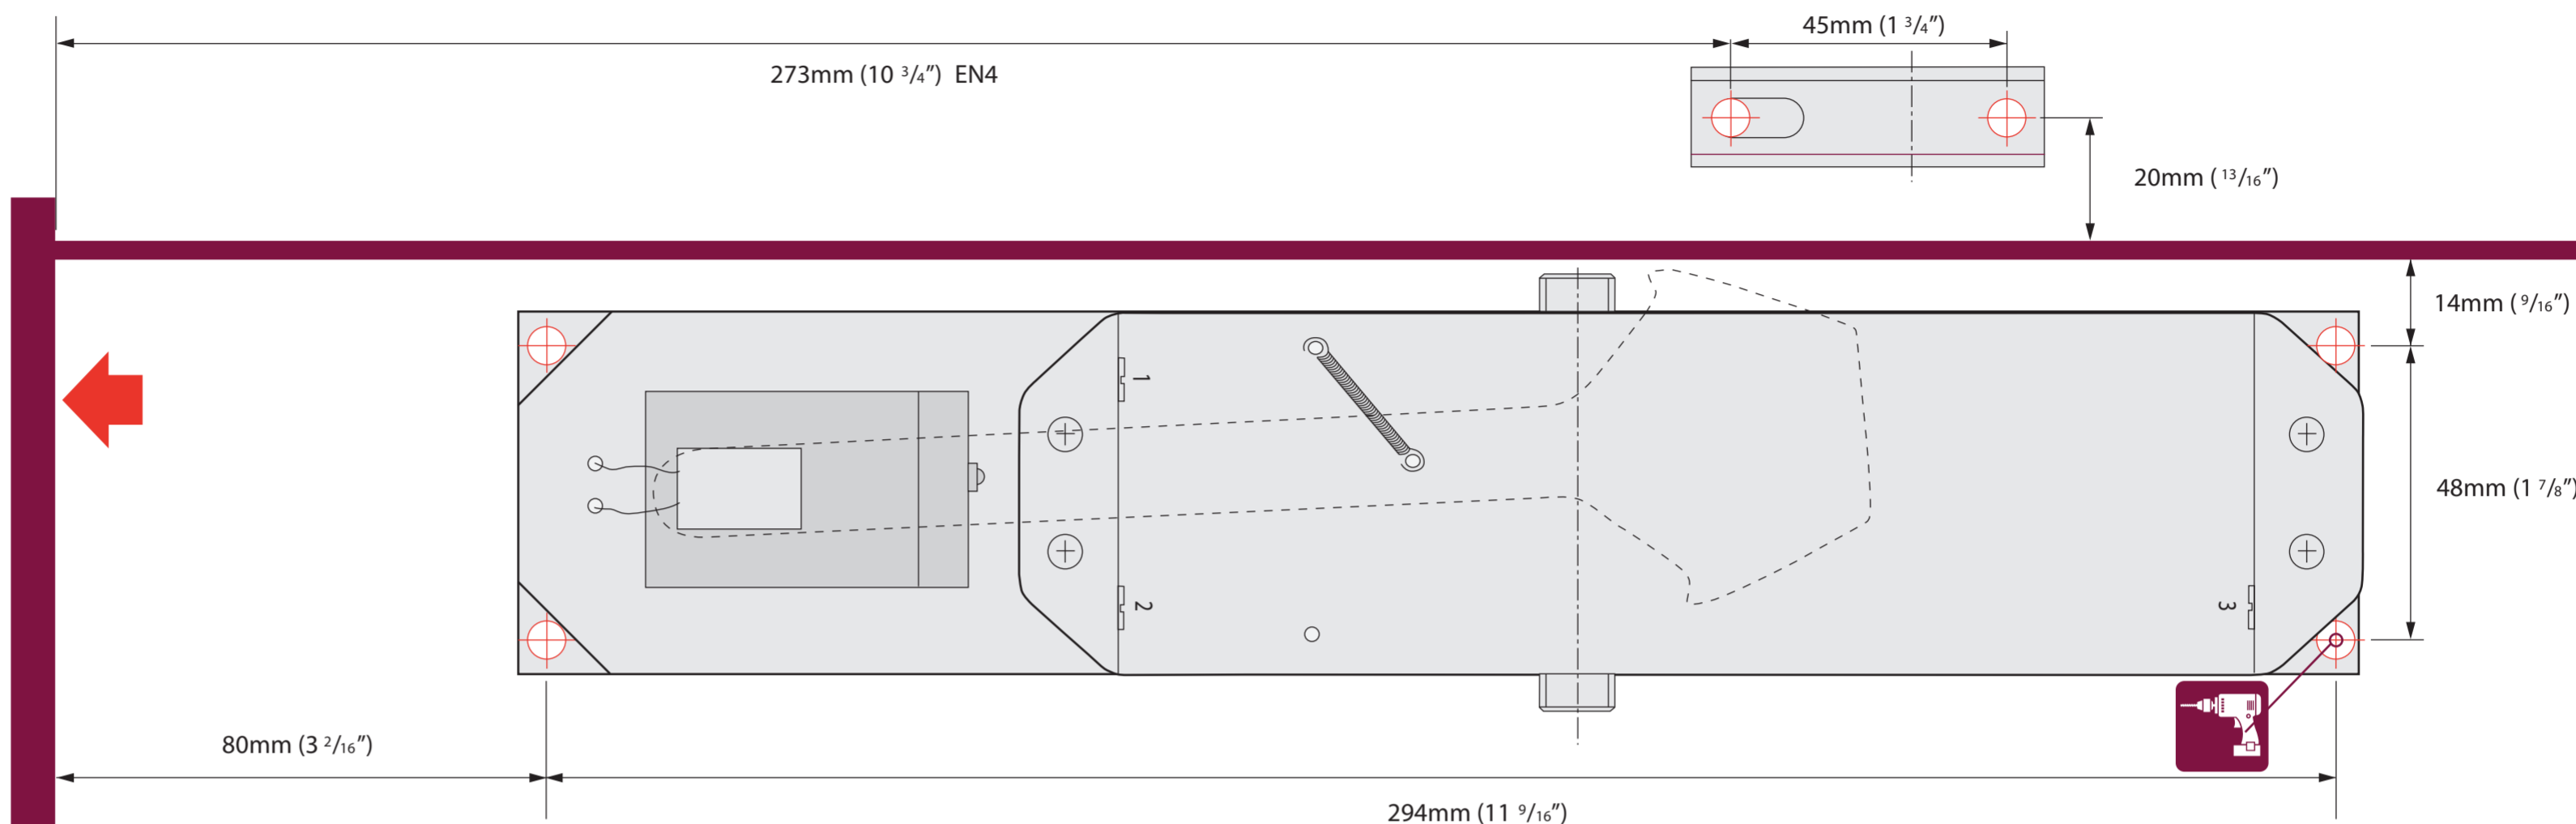 45mm (1 3/4”)
273mm (10 3/4”) EN4
20mm ( 13/16”)
14mm ( 9/16”)
1
48mm (1 7/8”)
2
3
80mm (3 2/16”)
294mm (11 9/16”)